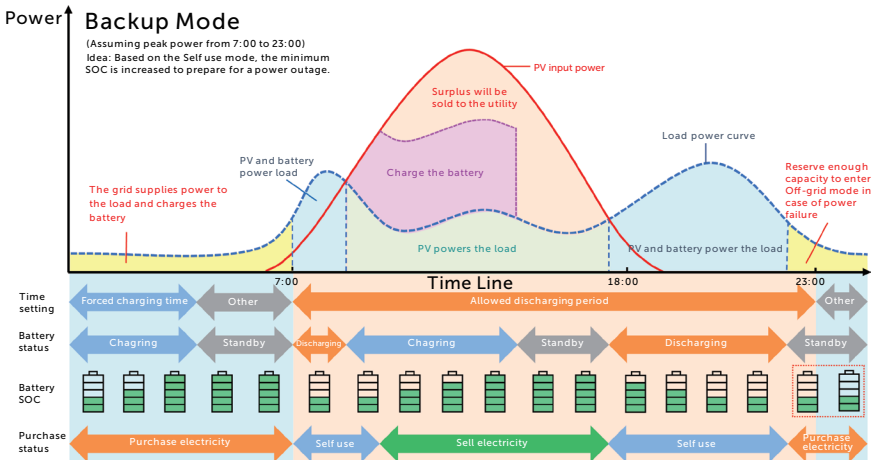 Power
Backup Mode
(Assuming peak power from 7:00 to 23:00)
Idea: Based on the Self use mode, the minimum
SOC is increased to prepare for a power outage.
PV input power
Surplus will be
sold to the utility
Load power curve
PV and battery
power load
Charge the battery
Reserve enough
capacity to enter
Off-grid mode in
case of power
failure
The grid supplies power to
the load and charges the
battery
PV powers the load
PV and battery power the load
7:00
Time Line
18:00
23:00
Time
setting
Forced charging time
Other
Allowed discharging period
Other
Battery
status
Chagring
Standby
Discharging
Chagring
Standby
Discharging
Standby
Battery
SOC
Purchase
status
Purchase electricity
Self use
Sell electricity
Self use
Purchase
electricity